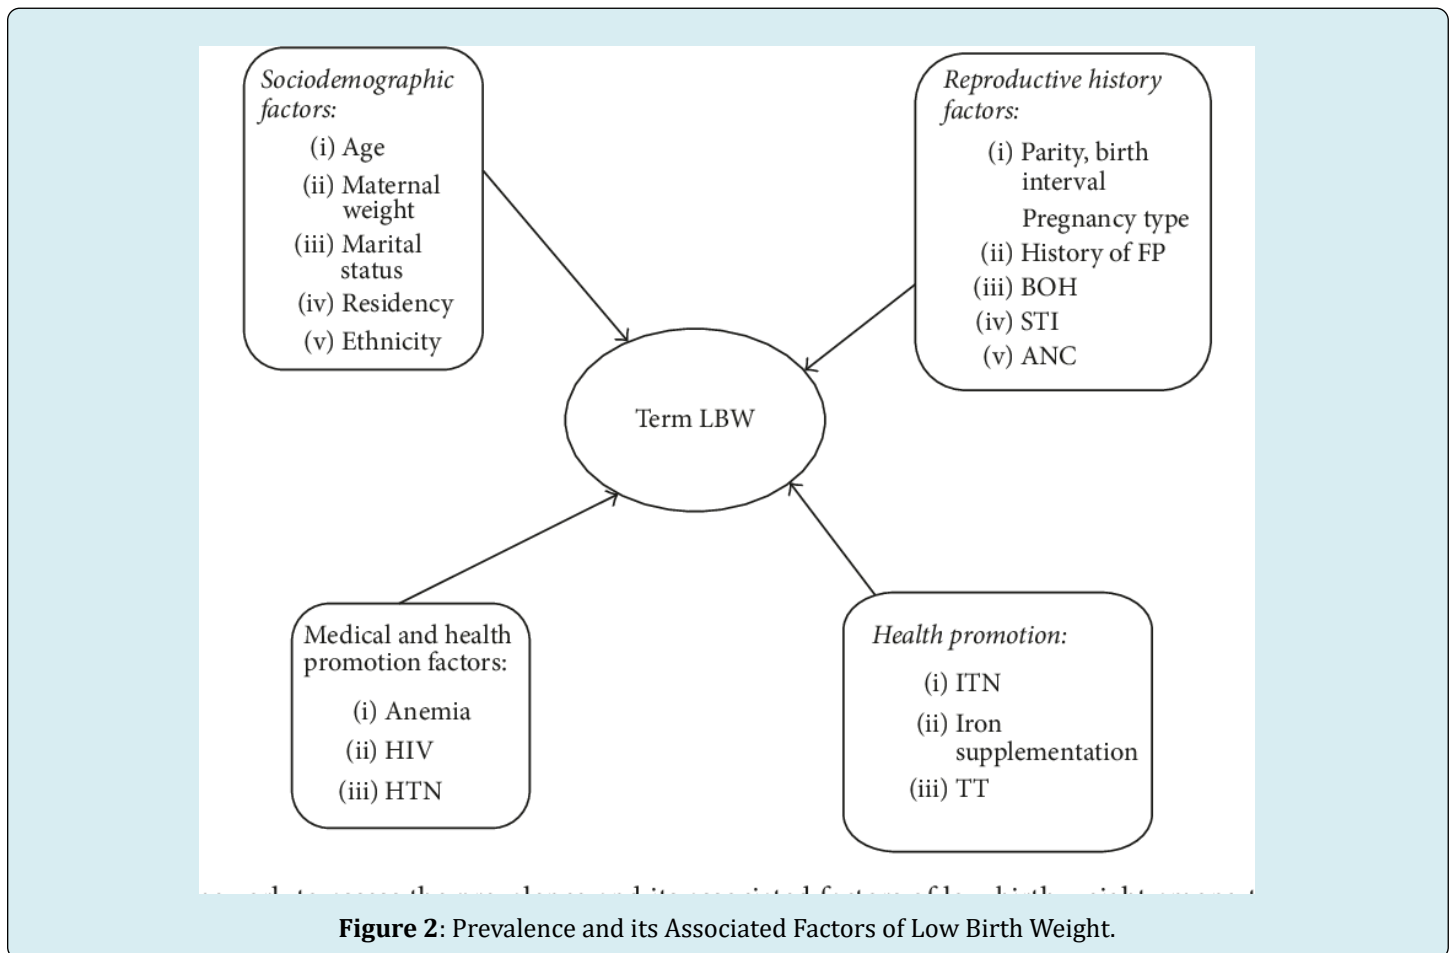 Sociodemographic
factors:
(i) Age
(ii) Maternal
weight
(iii) Marital
status
(iv) Residency
(v) Ethnicity
Reproductive history
factors:
(i) Parity, birth
interval
Pregnancy type
(ii) History of FP
(iii) BOH
(iv) STI
(v) ANC
Term LBW
Medical and health
promotion factors:
(i) Anemia
(ii) HIV
(iii) HTN
Health promotion:
(i) ITN
(ii) Iron
supplementation
(iii) TT
Figure 2: Prevalence and its Associated Factors of Low Birth Weight.